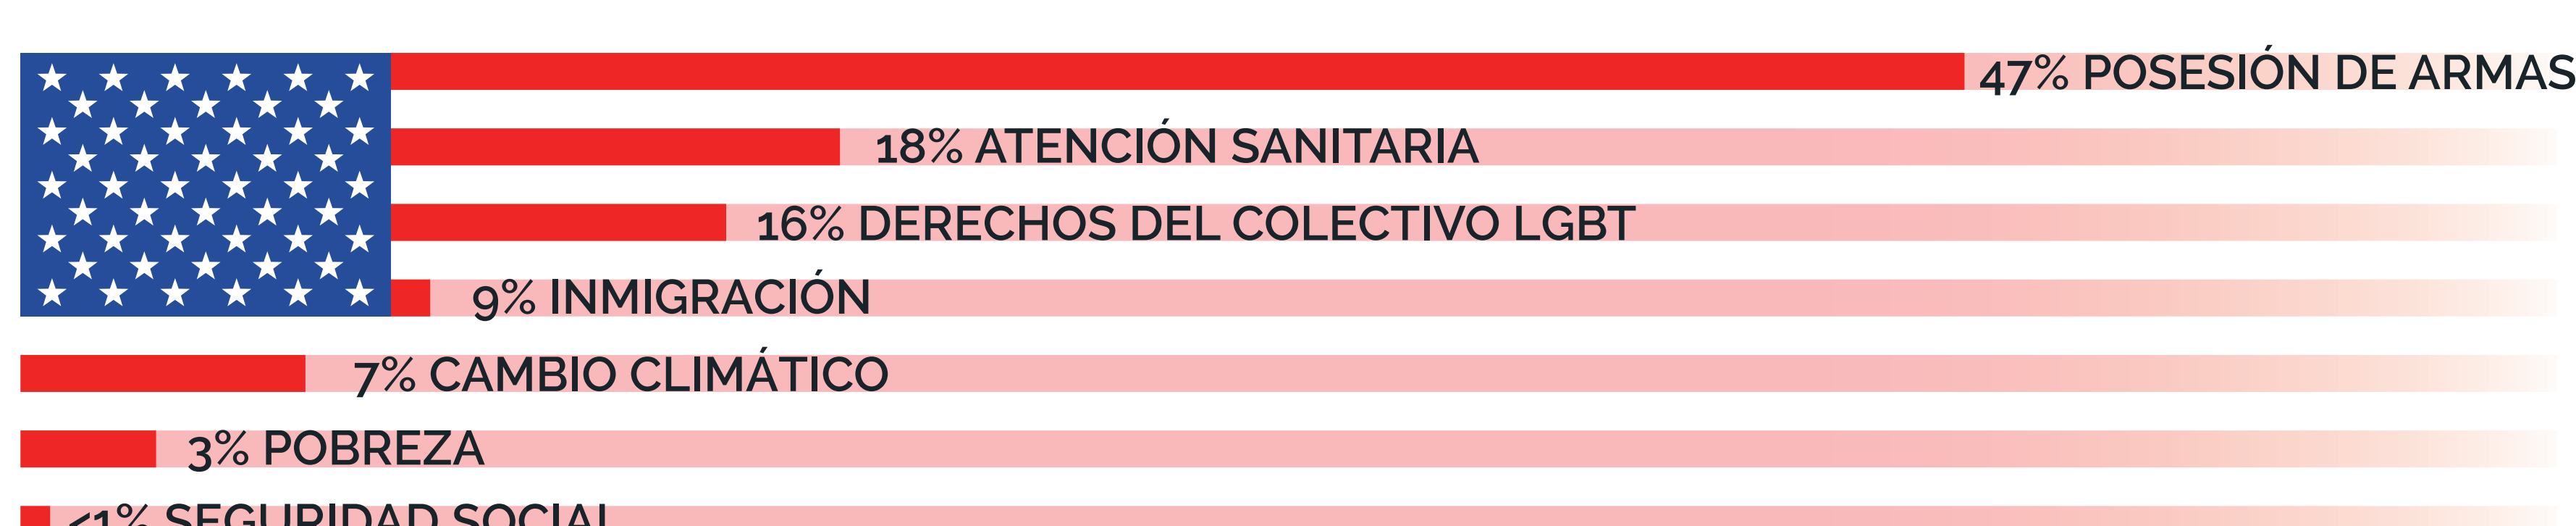 47% POSESIÓN DE ARMAS
18% ATENCIÓN SANITARIA
16% DERECHOS DEL COLECTIVO LGBT
9% INMIGRACIÓN
7% CAMBIO CLIMÁTICO
3% POBREZA
<1% SEGURIDAD SOCIAL